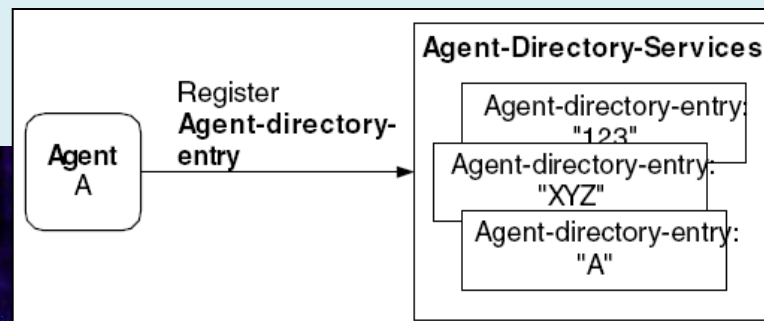 Agent-Directory-Services
Register
Agent-directory-
entry
Agent
A
Agent-directory-entry:
"123"
Agent-directory-entry:
"XYZ"
Agent-directory-entry:
"A"